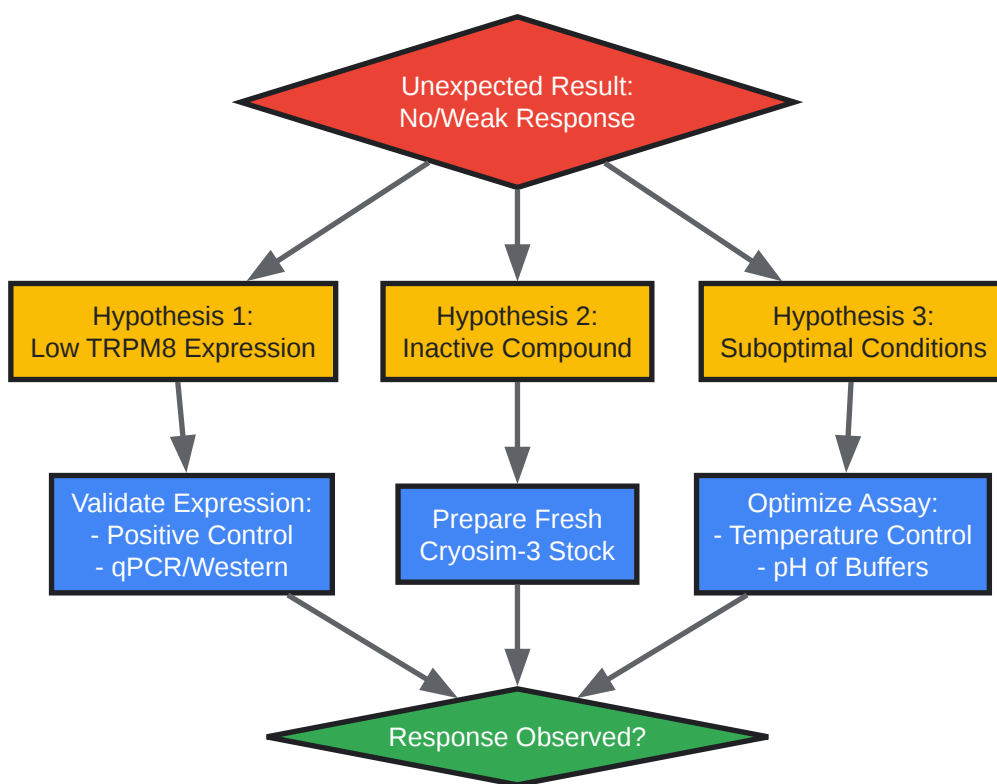 Unexpected Result:
No/Weak Response
Hypothesis 1:
Low TRPM8 Expression
Hypothesis 2:
Inactive Compound
Hypothesis 3:
Suboptimal Conditions
Validate Expression:
- Positive Control
- qPCR/Western
Prepare Fresh
Cryosim-3 Stock
Optimize Assay:
- Temperature Control
- pH of Buffers
Response Observed?